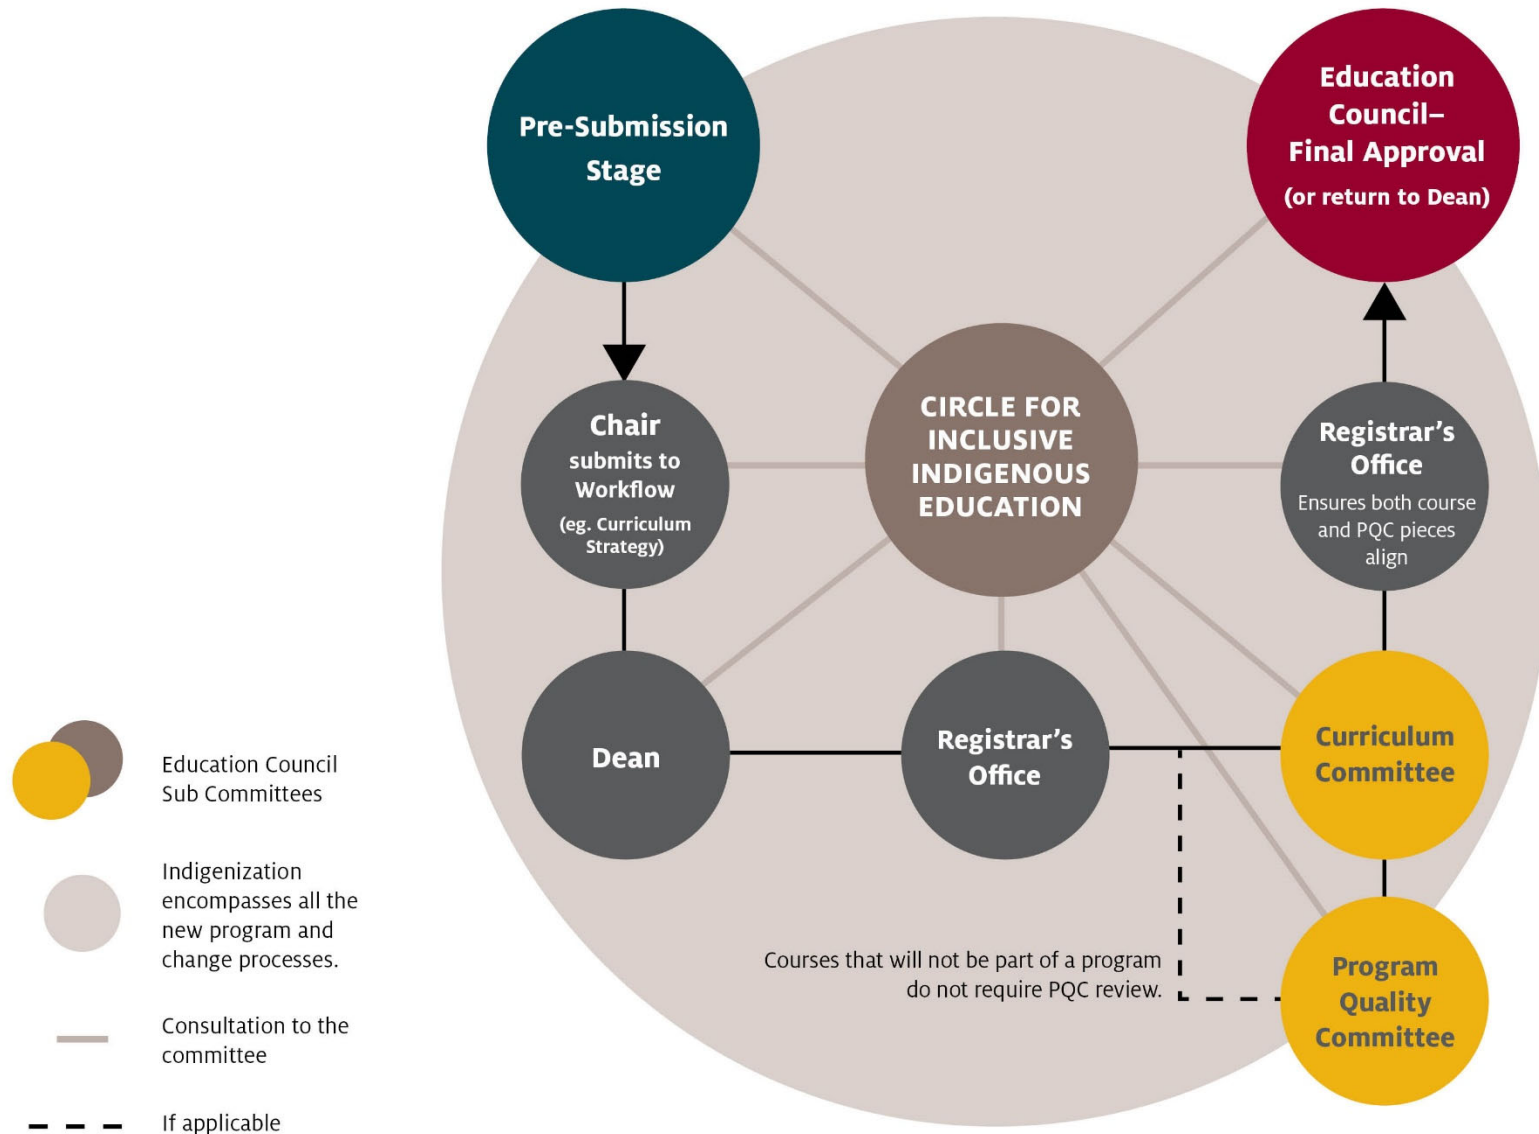 Pre-Submission
Stage
Education
Council–
Final Approval
(or return to Dean)
Chair
submits to
Workflow
(eg. Curriculum
Strategy)
CIRCLE FOR
INCLUSIVE
INDIGENOUS
EDUCATION
Registrar’s
Office
Ensures both course
and PQC pieces
align
Dean
Registrar’s
Office
Curriculum
Committee
Courses that will not be part of a program
do not require PQC review.
Program
Quality
Committee
Education Council
Sub Committees
Indigenization
encompasses all the
new program and
change processes.
Consultation to the
committee
If applicable